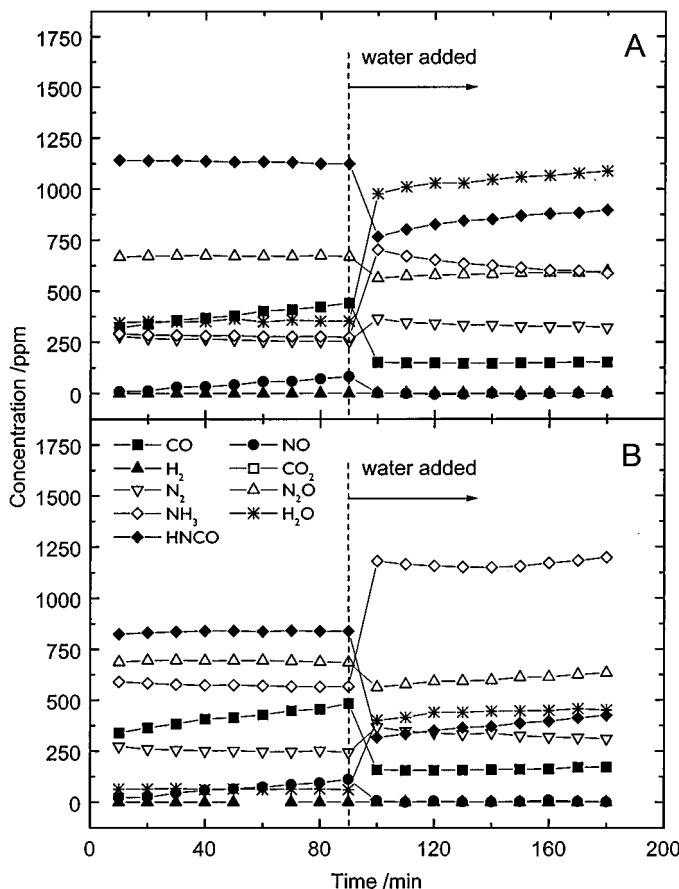 1750
1500
1250
1000
750
500
250
0
A
water added
Concentration /ppm
1750
1500
1250
1000
750
500
250
0
B
water added
CO
NO
H₂
CO₂
N₂
N₂O
NH₃
H₂O
HNCO
0
40
80
120
160
200
Time /min